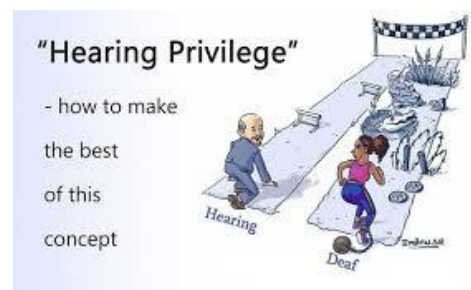 “Hearing Privilege”
- how to make
the best
of this
concept
Hearing
Deaf